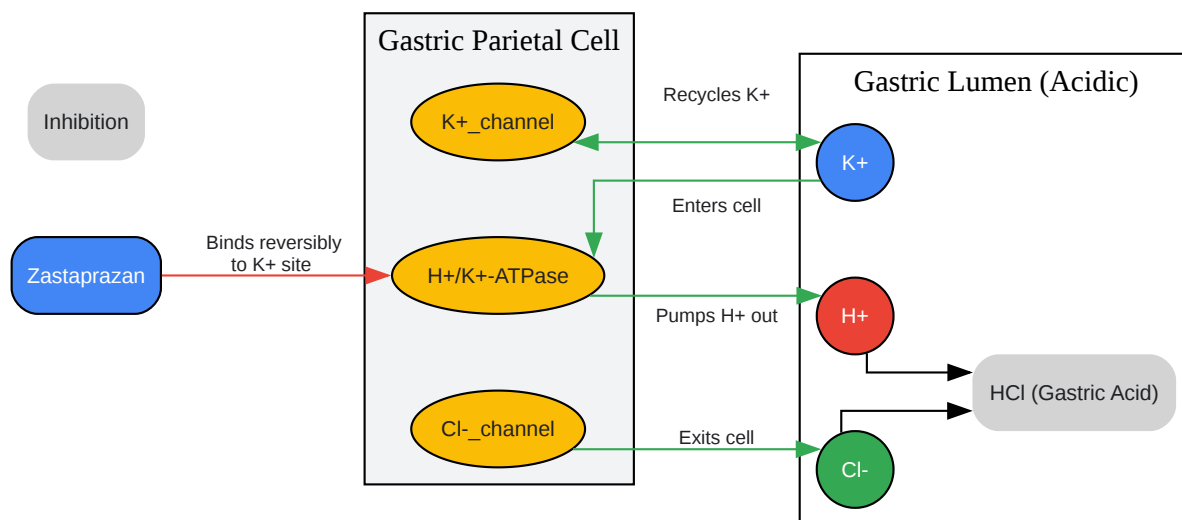 Gastric Parietal Cell
Gastric Lumen (Acidic)
Inhibition
K+_channel
Recycles K+
K+
Enters cell
Zastaprazan
Binds reversibly
to K+ site
H+/K+-ATPase
Pumps H+ out
H+
HCl (Gastric Acid)
Cl-_channel
Exits cell
Cl-